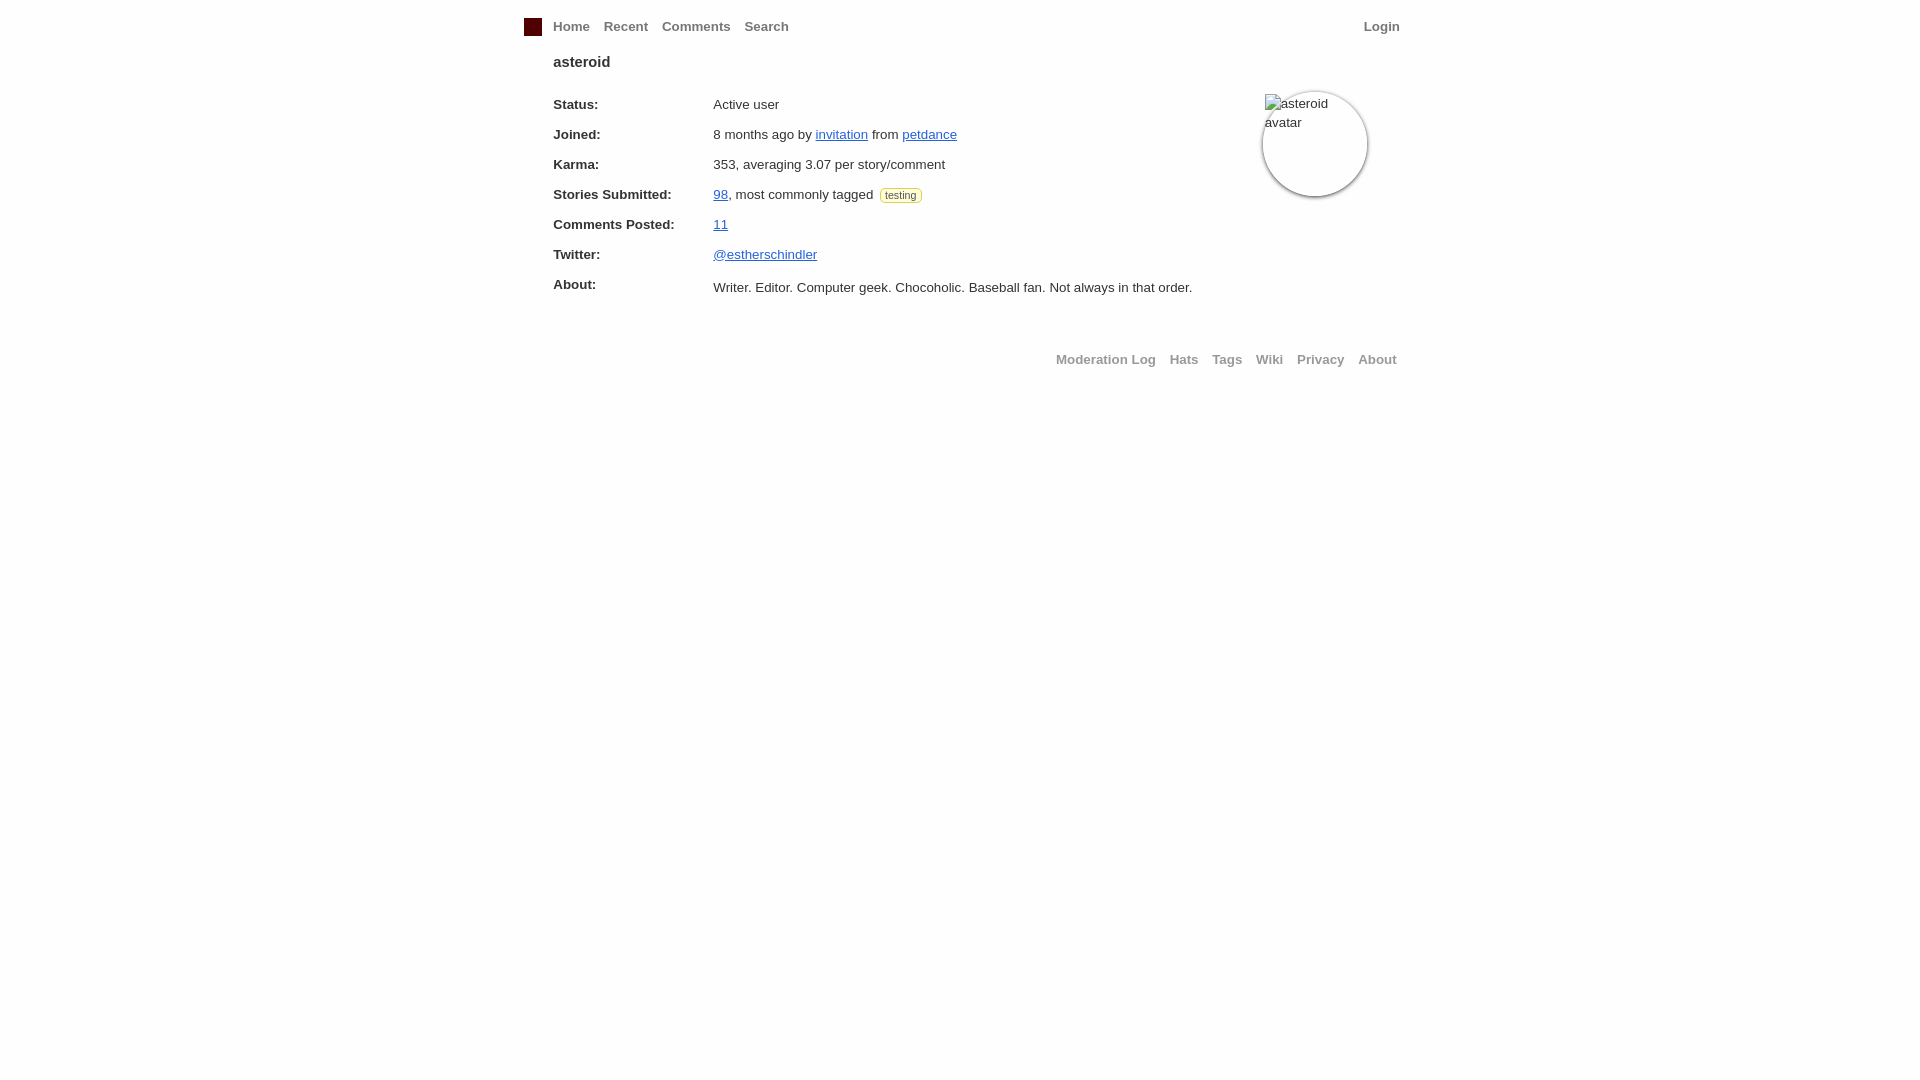 Home Recent Comments Search Login
asteroid
Status: Active user
asteroid avatar
Joined: 8 months ago by invitation from petdance
Karma: 353, averaging 3.07 per story/comment
Stories Submitted: 98, most commonly tagged testing
Comments Posted: 11
Twitter: @estherschindler
About: Writer. Editor. Computer geek. Chocoholic. Baseball fan. Not always in that order.
Moderation Log Hats Tags Wiki Privacy About